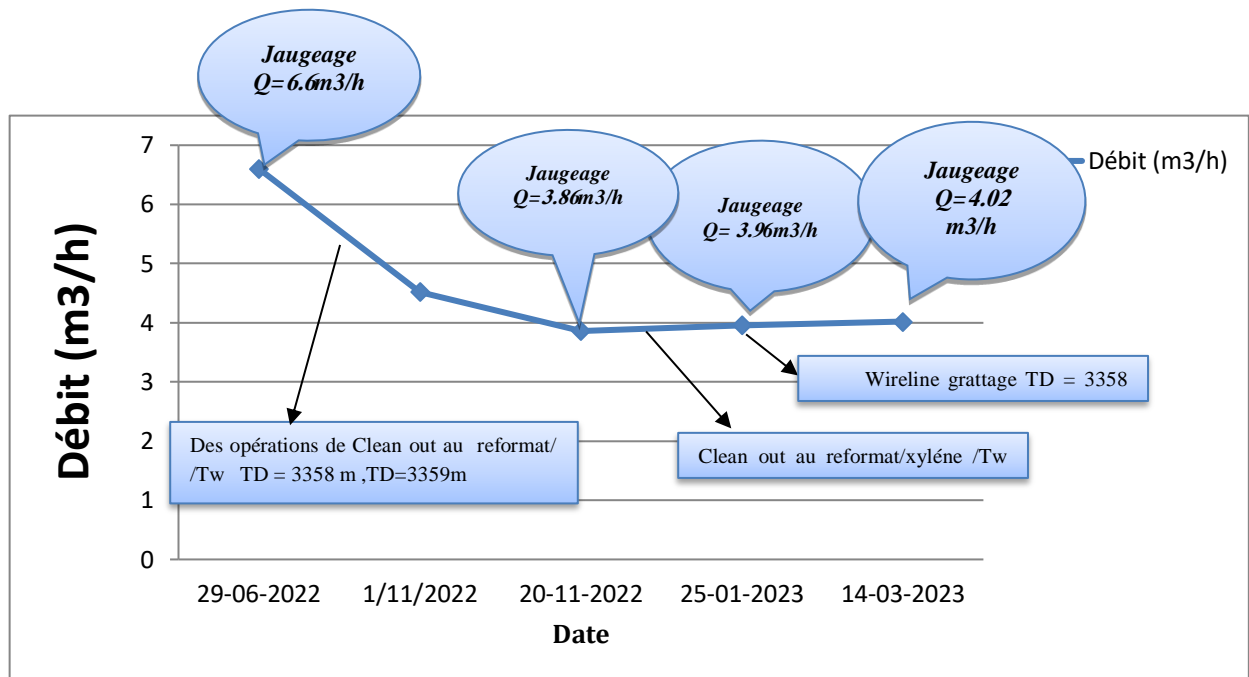 Jaugeage
Q=6.6m3/h
Jaugeage
Q=3.86m3/h
Jaugeage
Q= 3.96m3/h
Jaugeage
Q=4.02
m3/h
Débit (m3/h)
Débit (m3/h)
7
6
5
4
3
2
1
0
Wireline grattage TD = 3358
Des opérations de Clean out au reformat/
/Tw TD = 3358 m ,TD=3359m
Clean out au reformat/xyléne /Tw
29-06-2022
1/11/2022
20-11-2022
25-01-2023
14-03-2023
Date